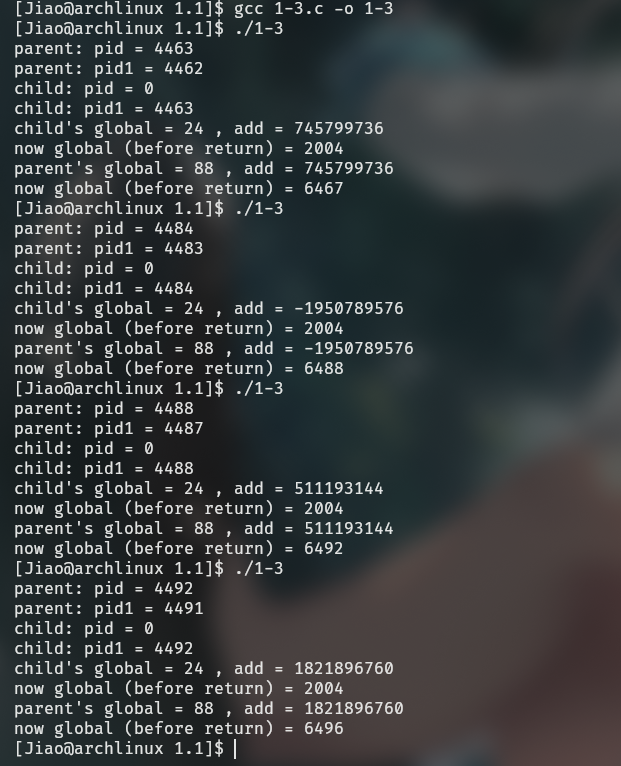 [Jiao@archlinux 1.1]$ gcc 1-3.c -o 1-3
[Jiao@archlinux 1.1]$ ./1-3
parent: pid = 4463
parent: pid1 = 4462
child: pid = 0
child: pid1 = 4463
child's global = 24 , add = 745799736
now global (before return) = 2004
parent's global = 88 , add = 745799736
now global (before return) = 6467
[Jiao@archlinux 1.1]$ ./1-3
parent: pid = 4484
parent: pid1 = 4483
child: pid = 0
child: pid1 = 4484
child's global = 24 , add = -1950789576
now global (before return) = 2004
parent's global = 88 , add = -1950789576
now global (before return) = 6488
[Jiao@archlinux 1.1]$ ./1-3
parent: pid = 4488
parent: pid1 = 4487
child: pid = 0
child: pid1 = 4488
child's global = 24 , add = 511193144
now global (before return) = 2004
parent's global = 88 , add = 511193144
now global (before return) = 6492
[Jiao@archlinux 1.1]$ ./1-3
parent: pid = 4492
parent: pid1 = 4491
child: pid = 0
child: pid1 = 4492
child's global = 24 , add = 1821896760
now global (before return) = 2004
parent's global = 88 , add = 1821896760
now global (before return) = 6496
[Jiao@archlinux 1.1]$